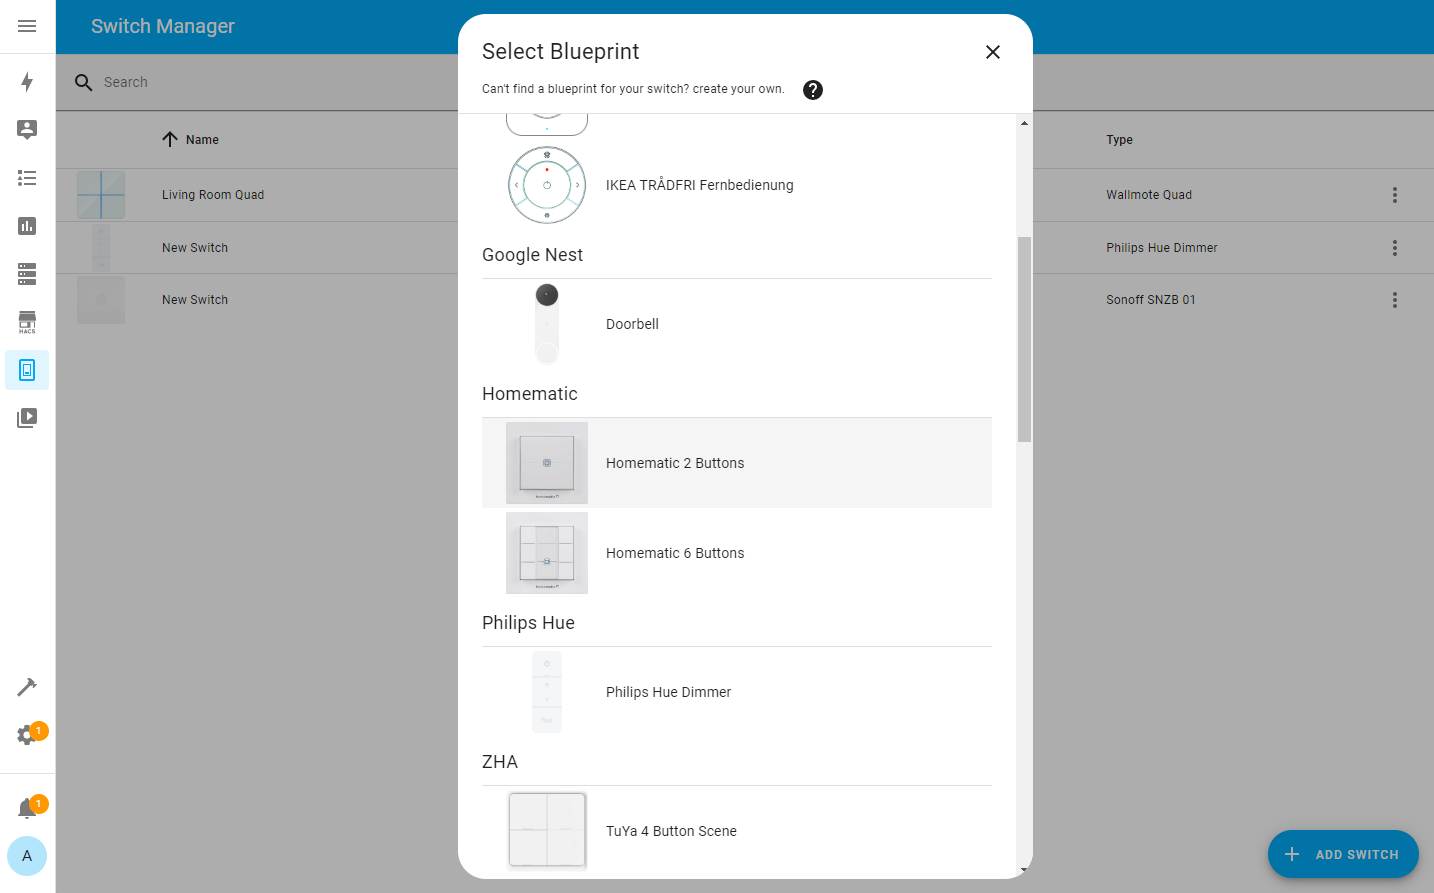 Switch Manager
Search
Name
Type
Living Room Quad
Wallmote Quad
New Switch
Philips Hue Dimmer
New Switch
Sonoff SNZB 01
HACS
1
1
A
ADD SWITCH
Select Blueprint
Can't find a blueprint for your switch? create your own.
IKEA TRÅDFRI Fernbedienung
Google Nest
Doorbell
Homematic
Homematic 2 Buttons
Homematic 6 Buttons
Philips Hue
Philips Hue Dimmer
ZHA
TuYa 4 Button Scene